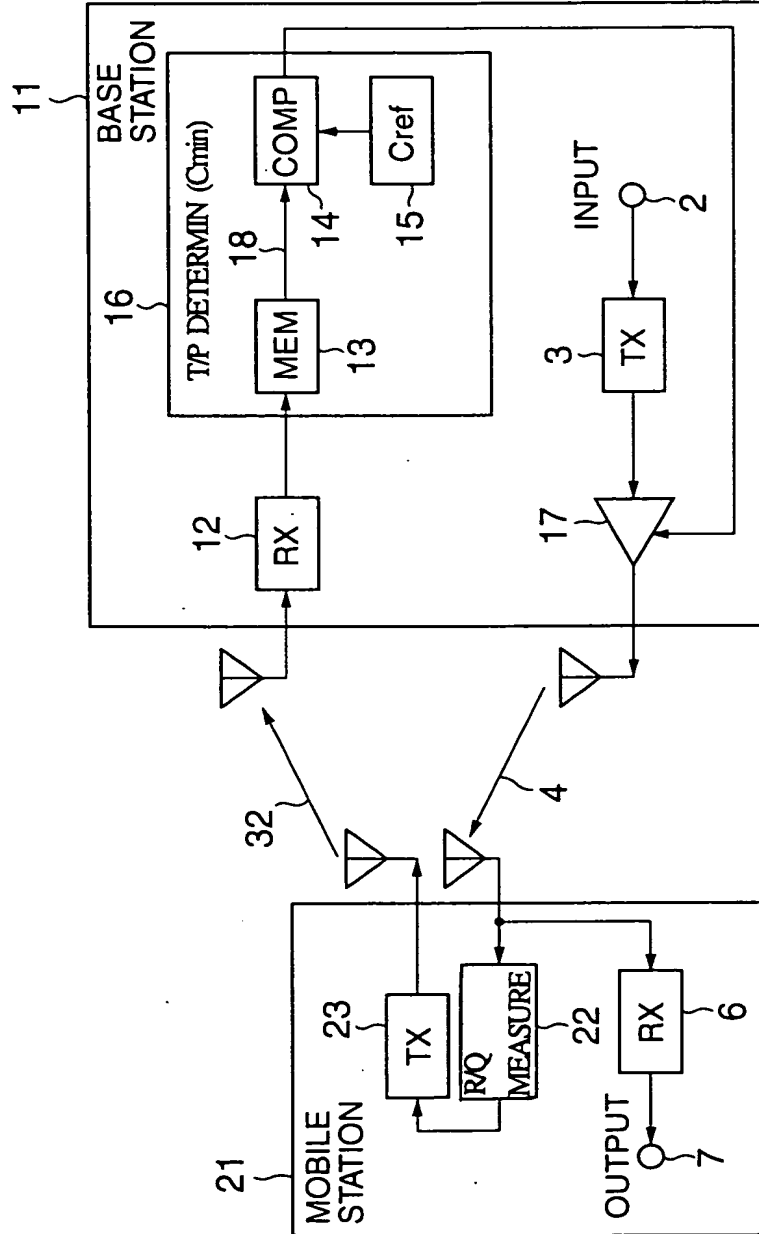 11
BASE
STATION
16
T/P DETERMIN (Cmin)
COMP
14
18
MEM
13
Cref
15
12
RX
INPUT
2
3
TX
17
32
4
21
MOBILE
STATION
23
TX
R/Q
MEASURE
22
RX
6
OUTPUT
7